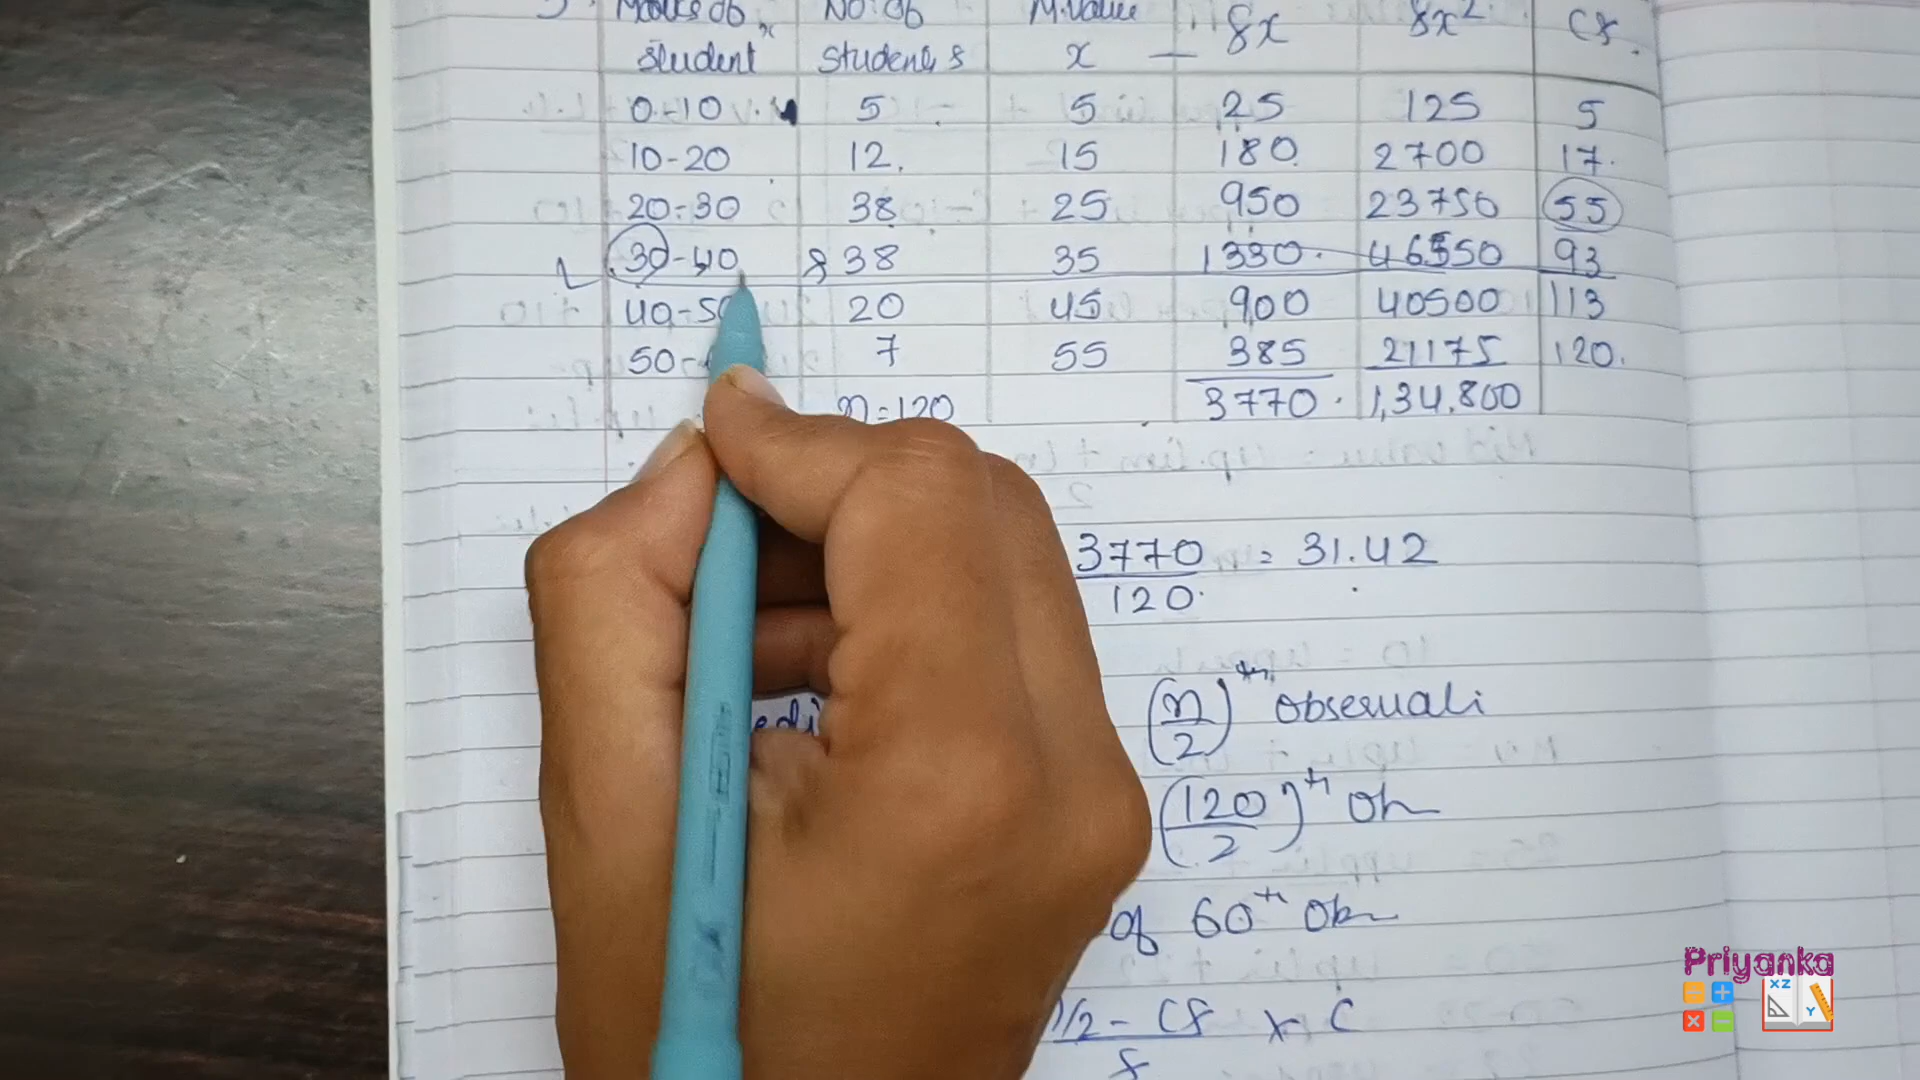 Marks of x No: of M.value fx fx² cf.
student students f x —
0-10 5 5 25 125 5
10-20 12. 15 180 2700 17.
20-30 38 25 950 23750 55
30-40 f 38 35 1330. 46550 93
40-50 20 45 900 40500 113
50- 7 55 385 21175 120.
n=120 3770. 1,34,800
3770 = 31.42
120.
(n/2)th observati
(120/2)th Ob
of 60th Ob
n/2 - cf x C
f
Priyanka
XZ
Y